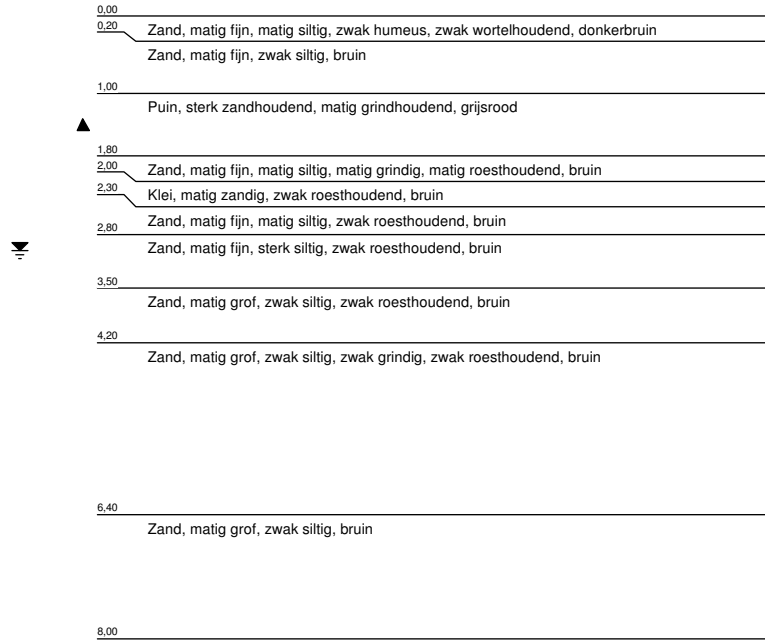 0,00
0,20 Zand, matig fijn, matig siltig, zwak humeus, zwak wortelhoudend, donkerbruin
Zand, matig fijn, zwak siltig, bruin
1,00
Puin, sterk zandhoudend, matig grindhoudend, grijsrood
1,80
2,00 Zand, matig fijn, matig siltig, matig grindig, matig roesthoudend, bruin
2,30 Klei, matig zandig, zwak roesthoudend, bruin
Zand, matig fijn, matig siltig, zwak roesthoudend, bruin
2,80
Zand, matig fijn, sterk siltig, zwak roesthoudend, bruin
3,50
Zand, matig grof, zwak siltig, zwak roesthoudend, bruin
4,20
Zand, matig grof, zwak siltig, zwak grindig, zwak roesthoudend, bruin
6,40
Zand, matig grof, zwak siltig, bruin
8,00